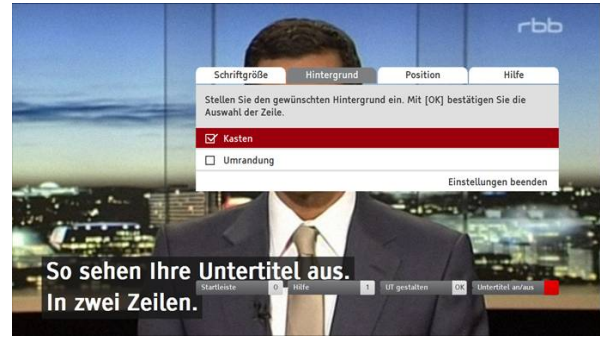 rbb
Schriftgröße Hintergrund Position Hilfe
Stellen Sie den gewünschten Hintergrund ein. Mit [OK] bestätigen Sie die
Auswahl der Zeile.
Kasten
Umrandung
Einstellungen beenden
So sehen Ihre Untertitel aus.
In zwei Zeilen.
Startleiste 0 Hilfe 1 UT gestalten OK Untertitel an/aus